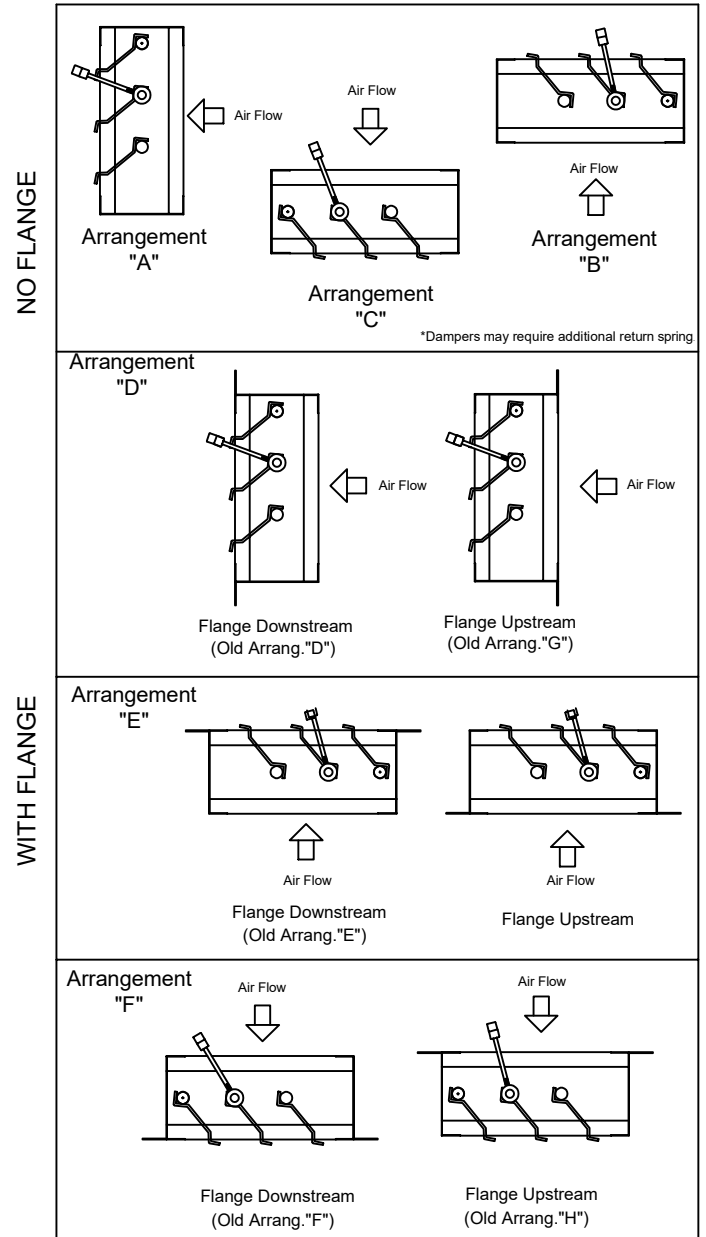 NO FLANGE
Air Flow
Arrangement
"A"
Air Flow
Arrangement
"C"
Air Flow
Arrangement
"B"
*Dampers may require additional return spring.
WITH FLANGE
Arrangement
"D"
Air Flow
Flange Downstream
(Old Arrang."D")
Air Flow
Flange Upstream
(Old Arrang."G")
Arrangement
"E"
Air Flow
Flange Downstream
(Old Arrang."E")
Air Flow
Flange Upstream
Arrangement
"F"
Air Flow
Flange Downstream
(Old Arrang."F")
Air Flow
Flange Upstream
(Old Arrang."H")